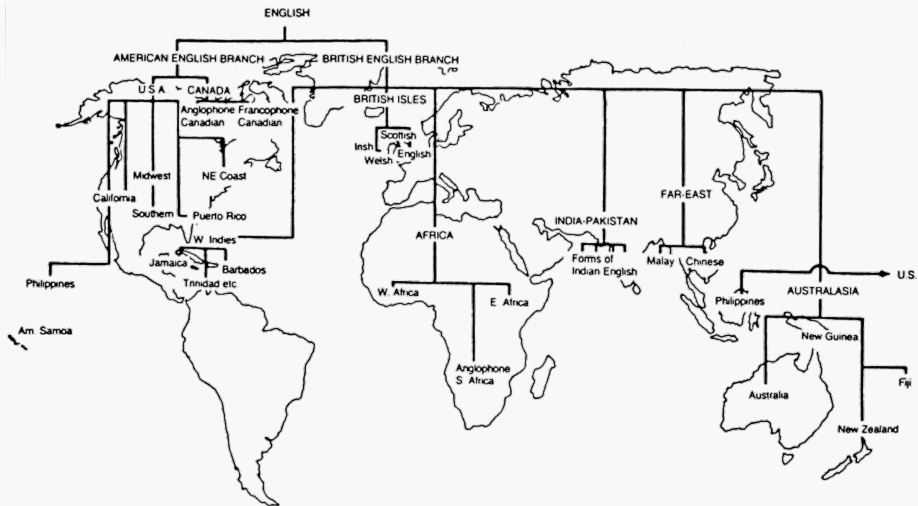 ENGLISH
AMERICAN ENGLISH BRANCH
BRITISH ENGLISH BRANCH
U.S.A.
CANADA
Anglophone
Canadian
Francophone
Canadian
BRITISH ISLES
Scottish
Irish
Welsh
English
Midwest
NE Coast
California
Southern
Puerto Rico
W. Indies
Jamaica
Barbados
Trinidad etc.
Philippines
Am. Samoa
AFRICA
W. Africa
E. Africa
Anglophone
S. Africa
INDIA-PAKISTAN
Forms of
Indian English
FAR-EAST
Malay
Chinese
Philippines
U.S.
AUSTRALASIA
New Guinea
Australia
Fiji
New Zealand